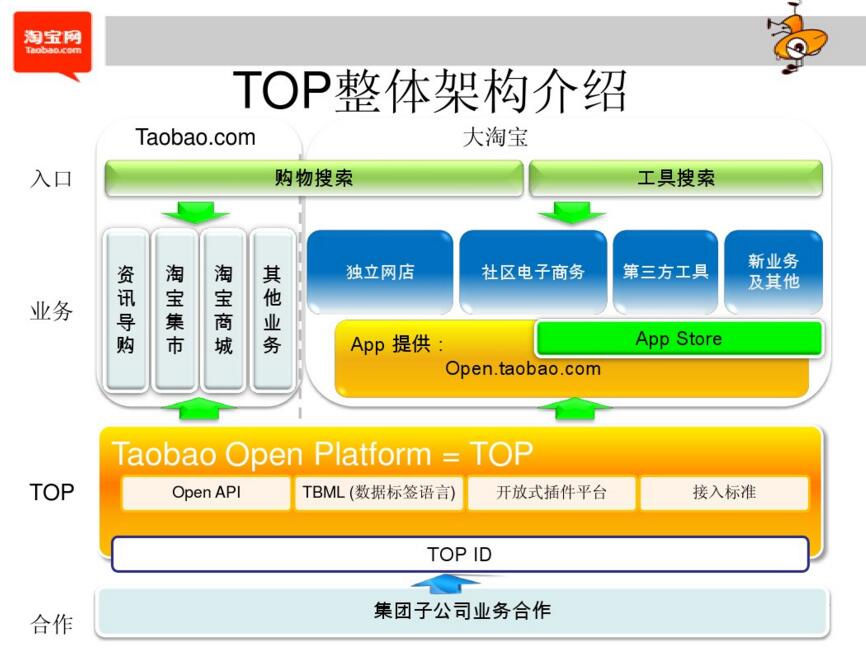 淘宝网
Taobao.com
TOP整体架构介绍
Taobao.com
大淘宝
入口
购物搜索
工具搜索
业务
资讯导购
淘宝集市
淘宝商城
其他业务
独立网店
社区电子商务
第三方工具
新业务
及其他
App 提供：
App Store
Open.taobao.com
TOP
Taobao Open Platform = TOP
Open API
TBML (数据标签语言)
开放式插件平台
接入标准
TOP ID
合作
集团子公司业务合作